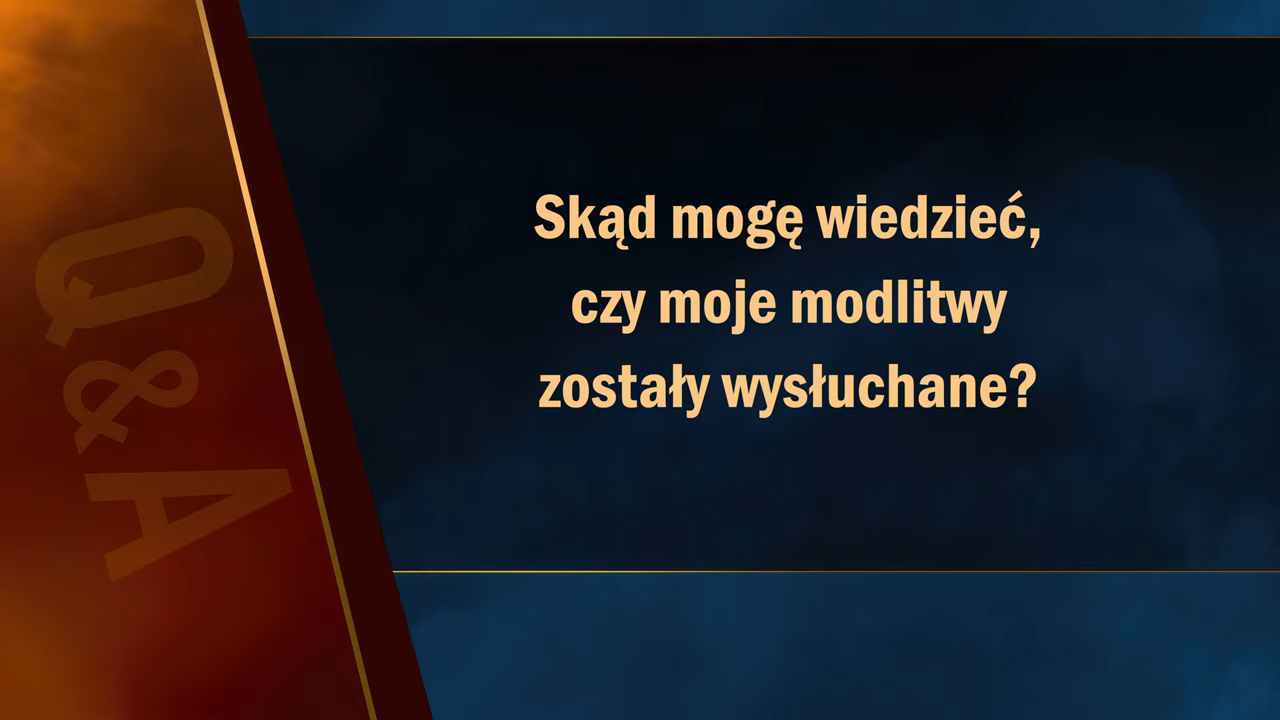 Q & A
Skąd mogę wiedzieć,
czy moje modlitwy
zostały wysłuchane?